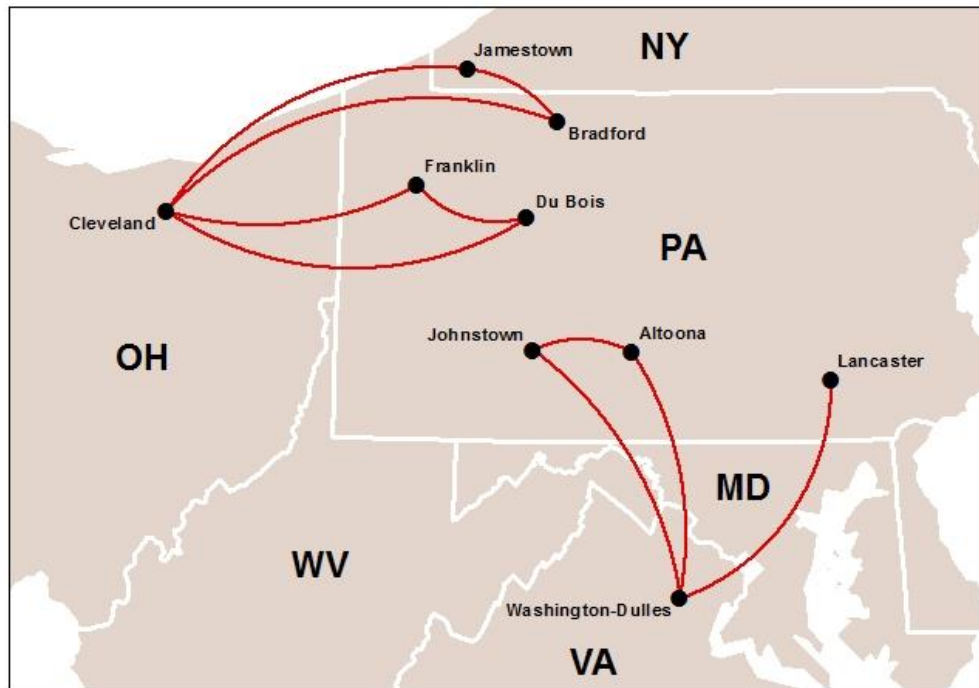 NY
Jamestown
Bradford
Franklin
Du Bois
Cleveland
PA
Johnstown
Altoona
OH
Lancaster
MD
WV
Washington-Dulles
VA